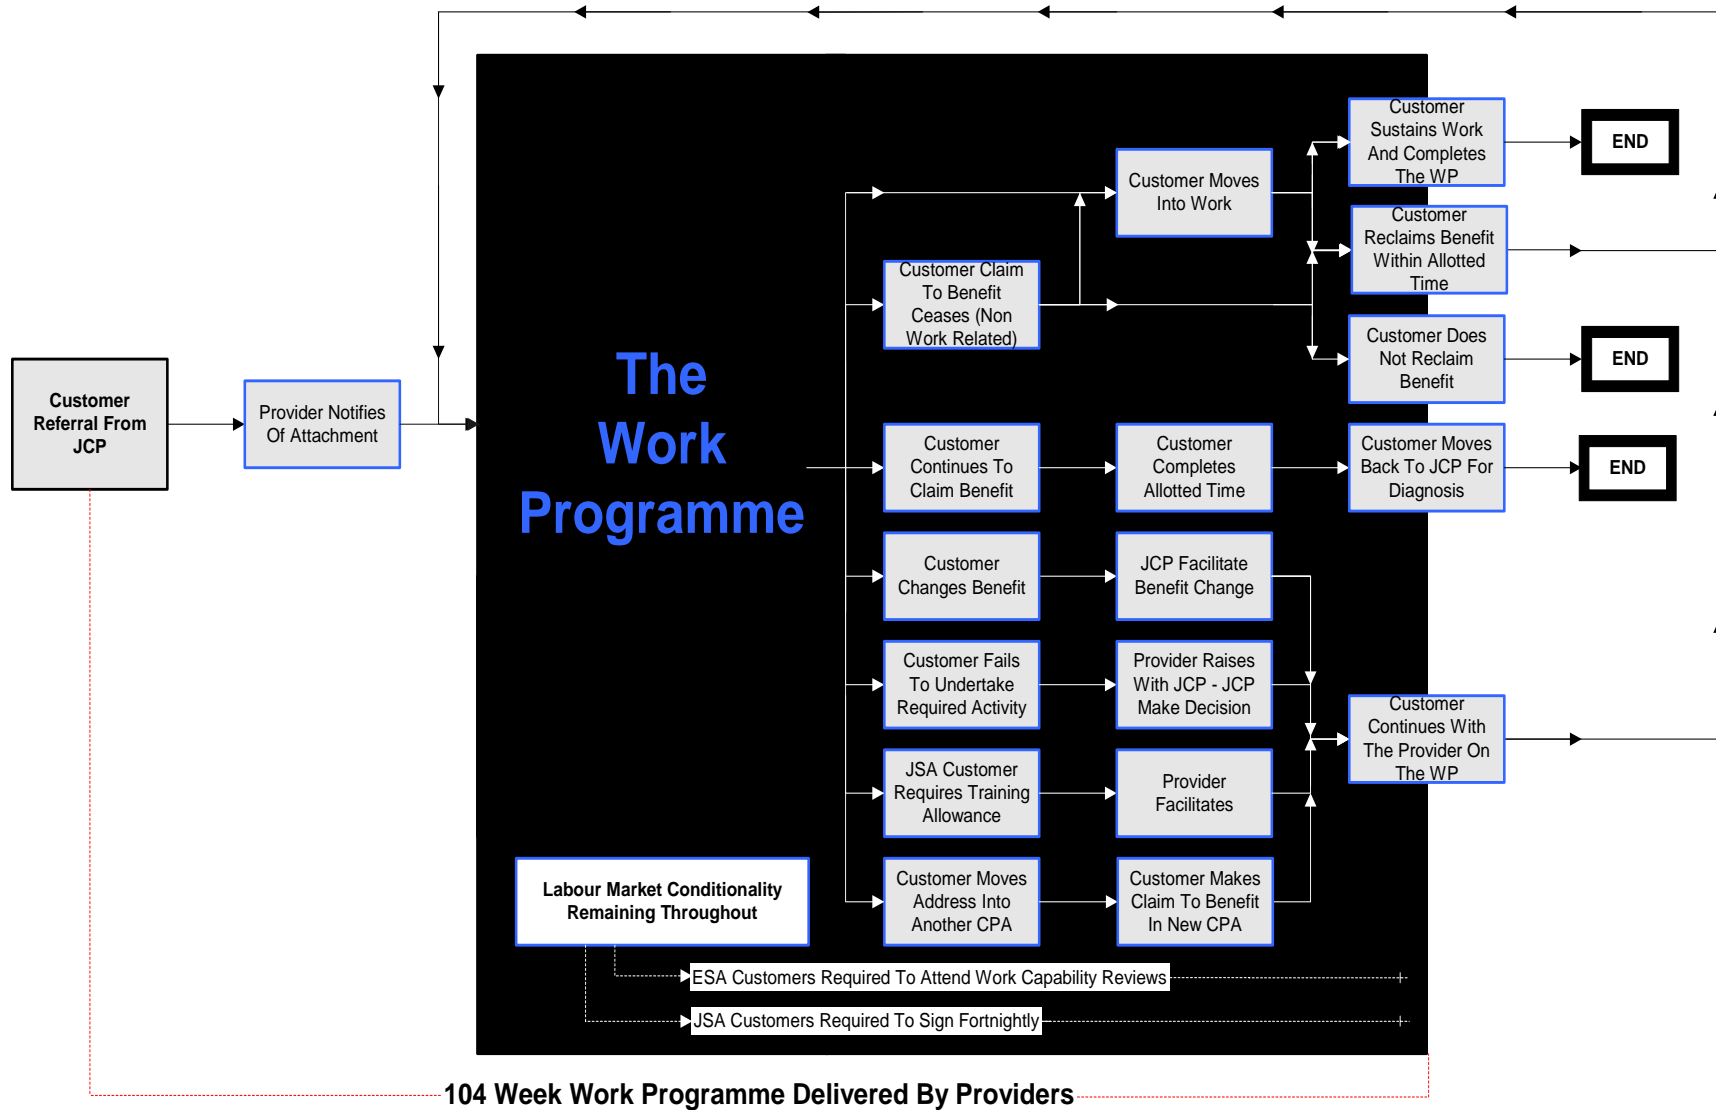 Customer
Referral From
JCP
Provider Notifies
Of Attachment
The
Work
Programme
Customer Claim
To Benefit
Ceases (Non
Work Related)
Customer Moves
Into Work
Customer
Sustains Work
And Completes
The WP
END
Customer
Reclaims Benefit
Within Allotted
Time
Customer Does
Not Reclaim
Benefit
END
Customer
Continues To
Claim Benefit
Customer
Completes
Allotted Time
Customer Moves
Back To JCP For
Diagnosis
END
Customer
Changes Benefit
JCP Facilitate
Benefit Change
Customer Fails
To Undertake
Required Activity
Provider Raises
With JCP - JCP
Make Decision
Customer
Continues With
The Provider On
The WP
JSA Customer
Requires Training
Allowance
Provider
Facilitates
Customer Moves
Address Into
Another CPA
Customer Makes
Claim To Benefit
In New CPA
Labour Market Conditionality
Remaining Throughout
ESA Customers Required To Attend Work Capability Reviews
JSA Customers Required To Sign Fortnightly
104 Week Work Programme Delivered By Providers